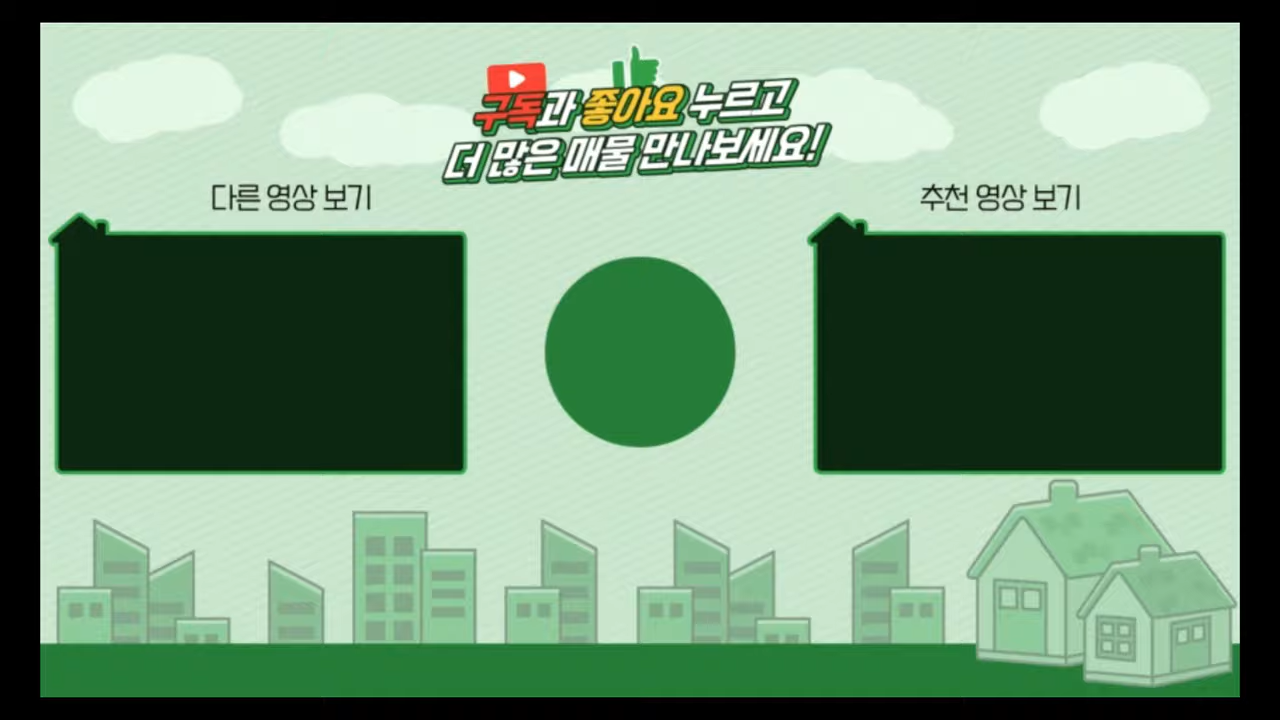 구독과 좋아요 누르고
더 많은 매물 만나보세요!
다른 영상 보기
추천 영상 보기